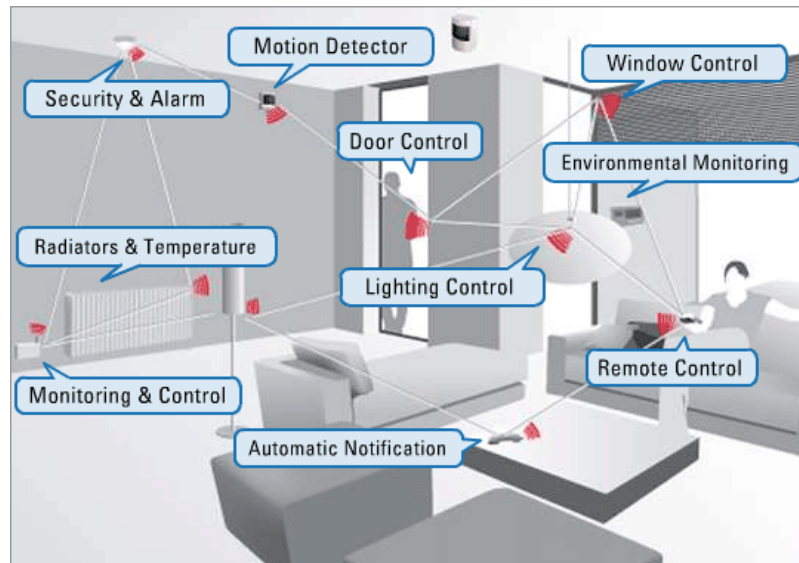 Motion Detector
Window Control
Security & Alarm
Door Control
Environmental Monitoring
Radiators & Temperature
Lighting Control
Remote Control
Monitoring & Control
Automatic Notification